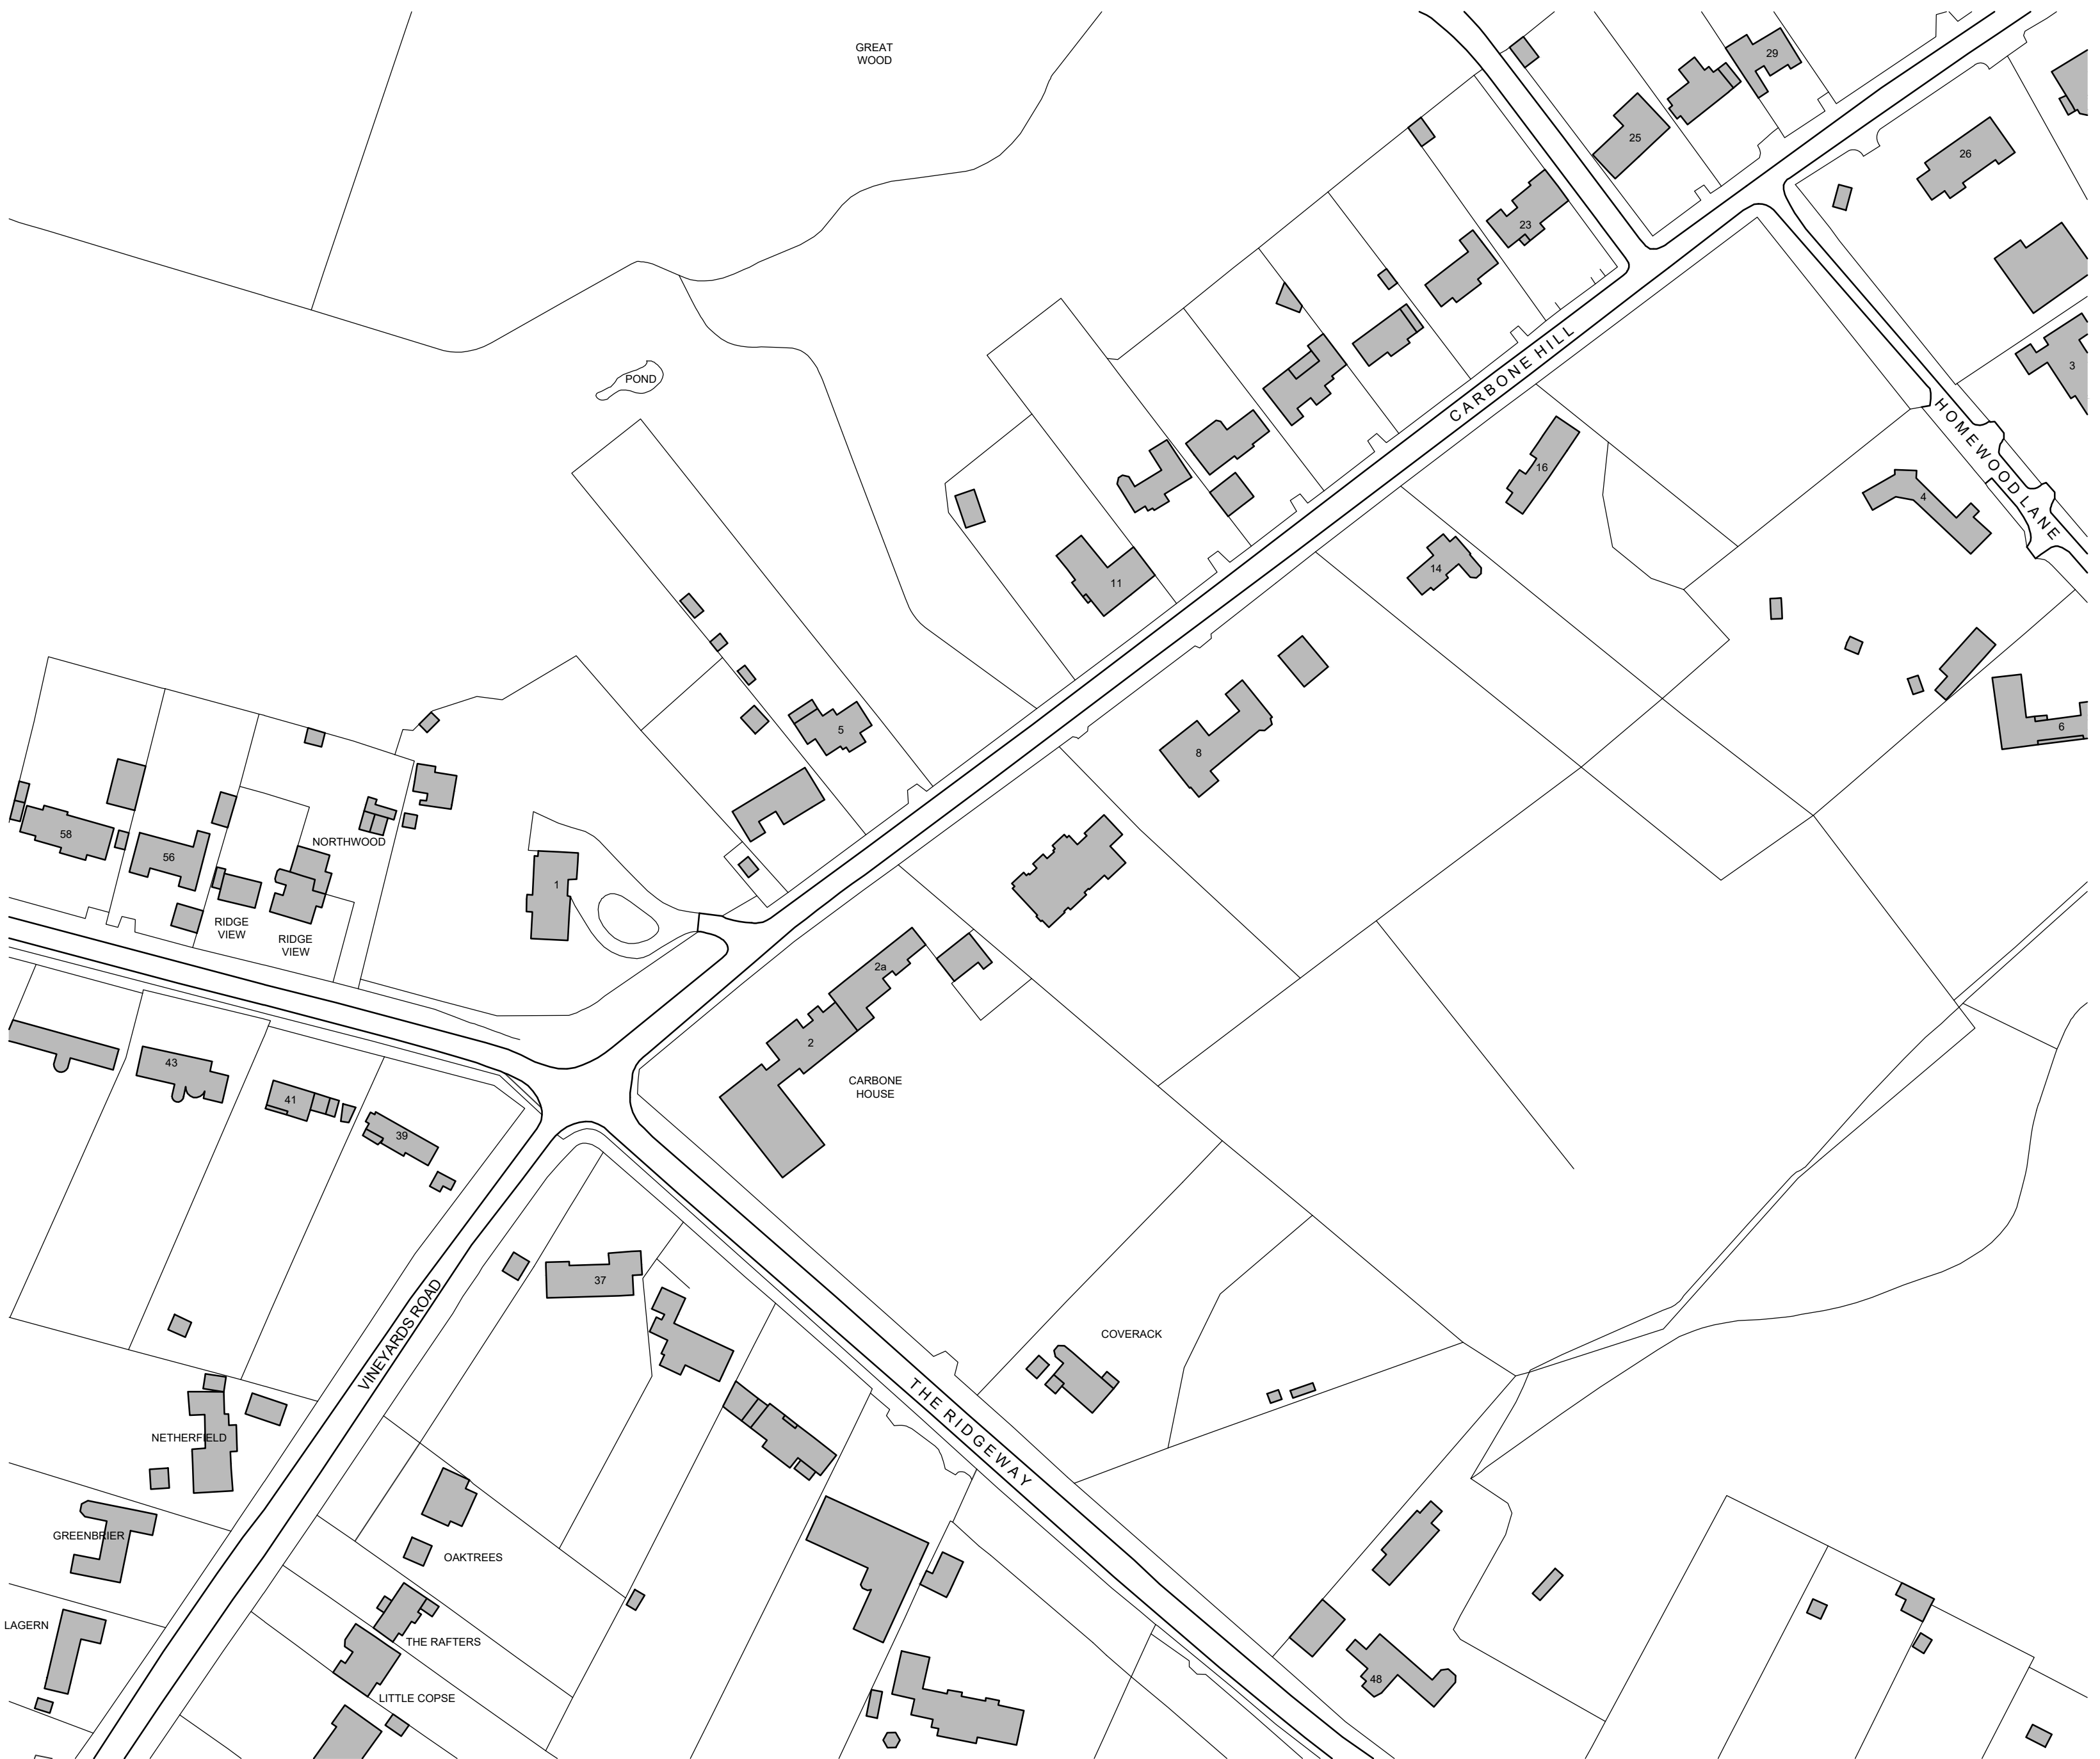 GREAT
WOOD
29
25
26
23
POND
CARBONE HILL
3
HOMEWOOD LANE
16
4
14
11
5
8
6
58
56
NORTHWOOD
1
RIDGE
VIEW
RIDGE
VIEW
2a
2
CARBONE
HOUSE
43
41
39
37
VINEYARDS ROAD
COVERACK
THE RIDGEWAY
NETHERFIELD
GREENBRIER
OAKTREES
LAGERN
THE RAFTERS
48
LITTLE COPSE